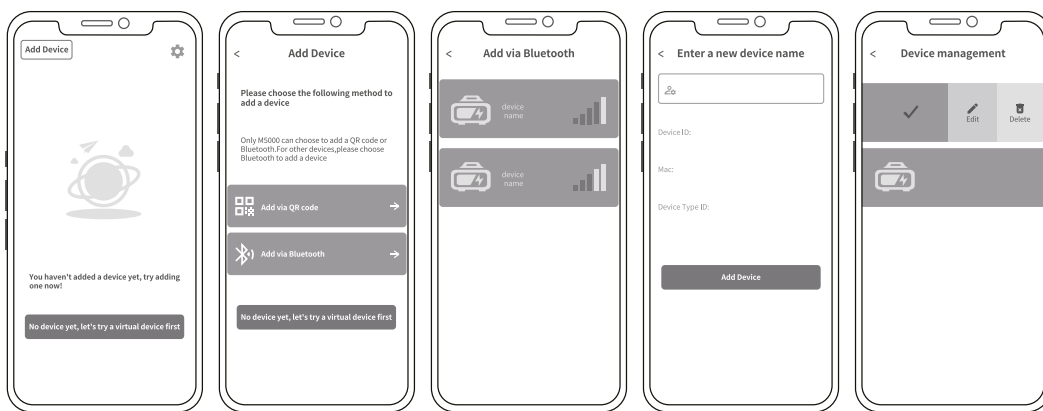 Add Device
You haven't added a device yet, try adding
one now!
No device yet, let's try a virtual device first
< Add Device
Please choose the following method to
add a device
Only M5000 can choose to add a QR code or
Bluetooth.For other devices,please choose
Bluetooth to add a device
Add via QR code
Add via Bluetooth
No device yet, let's try a virtual device first
< Add via Bluetooth
device
name
device
name
< Enter a new device name
Device ID:
Mac:
Device Type ID:
Add Device
< Device management
Edit
Delete